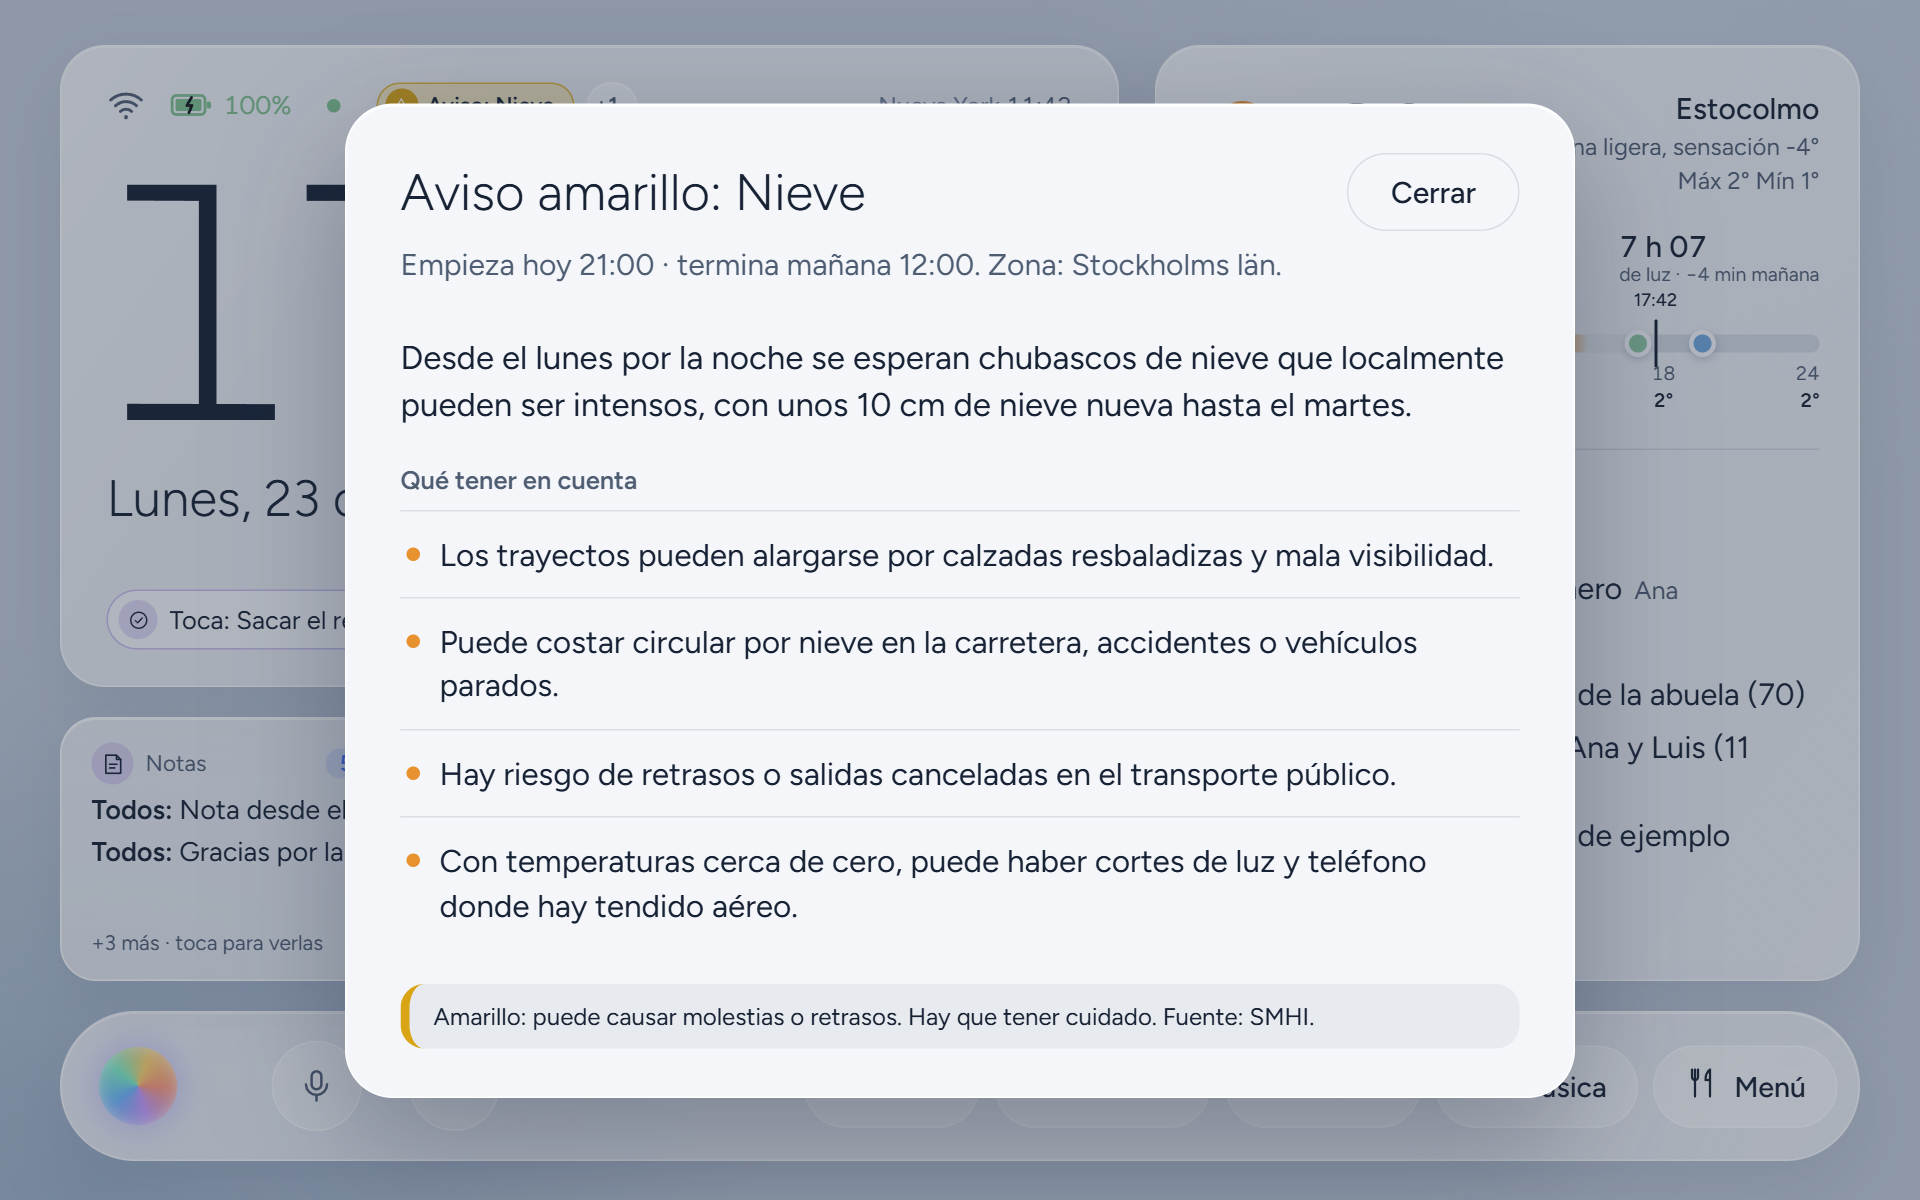 100%
Nueva York 11:42
Estocolmo
ligera, sensación -4°
Máx 2° Mín 1°
7 h 07
de luz · −4 min mañana
17:42
18
24
2°
2°
Lunes, 23
Toca: Sacar el
Ana
de la abuela (70)
Ana y Luis (11
de ejemplo
Notas
Todos: Nota desde el
Todos: Gracias por la
+3 más · toca para verlas
Menú
Aviso amarillo: Nieve
Cerrar
Empieza hoy 21:00 · termina mañana 12:00. Zona: Stockholms län.
Desde el lunes por la noche se esperan chubascos de nieve que localmente
pueden ser intensos, con unos 10 cm de nieve nueva hasta el martes.
Qué tener en cuenta
Los trayectos pueden alargarse por calzadas resbaladizas y mala visibilidad.
Puede costar circular por nieve en la carretera, accidentes o vehículos
parados.
Hay riesgo de retrasos o salidas canceladas en el transporte público.
Con temperaturas cerca de cero, puede haber cortes de luz y teléfono
donde hay tendido aéreo.
Amarillo: puede causar molestias o retrasos. Hay que tener cuidado. Fuente: SMHI.